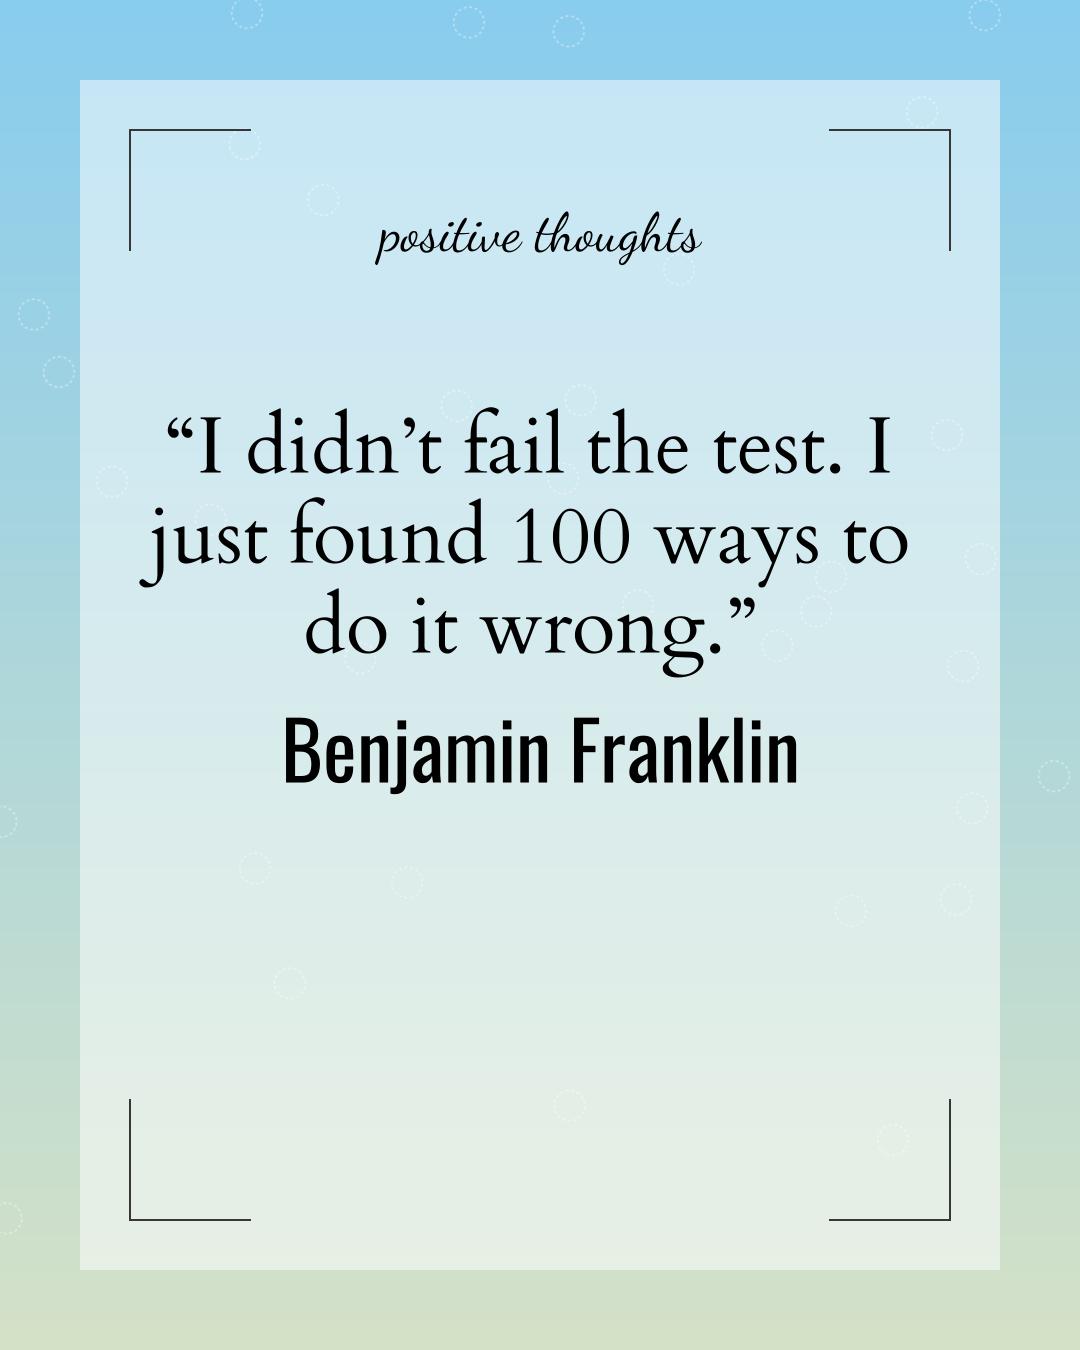 positive thoughts
“I didn’t fail the test. I
just found 100 ways to
do it wrong.”
Benjamin Franklin